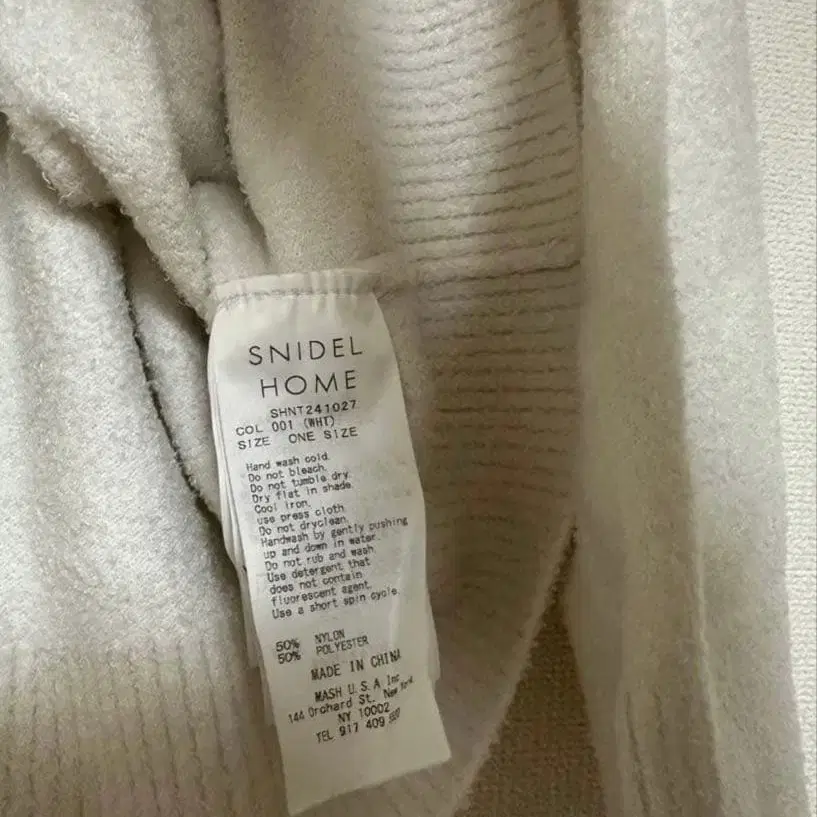 SNIDEL
HOME
SHNT241027
COL 001 (WHT)
SIZE ONE SIZE
Hand wash cold.
Do not bleach.
Do not tumble dry.
Dry flat in shade.
Cool iron.
use press cloth.
Do not dryclean.
Handwash by gently pushing
up and down in water.
Do not rub and wash.
Use detergent that
does not contain
fluorescent agent.
Use a short spin cycle.
50% NYLON
50% POLYESTER
MADE IN CHINA
MASH U.S.A Inc
144 Orchard St. New York
NY 10002
TEL 917 409